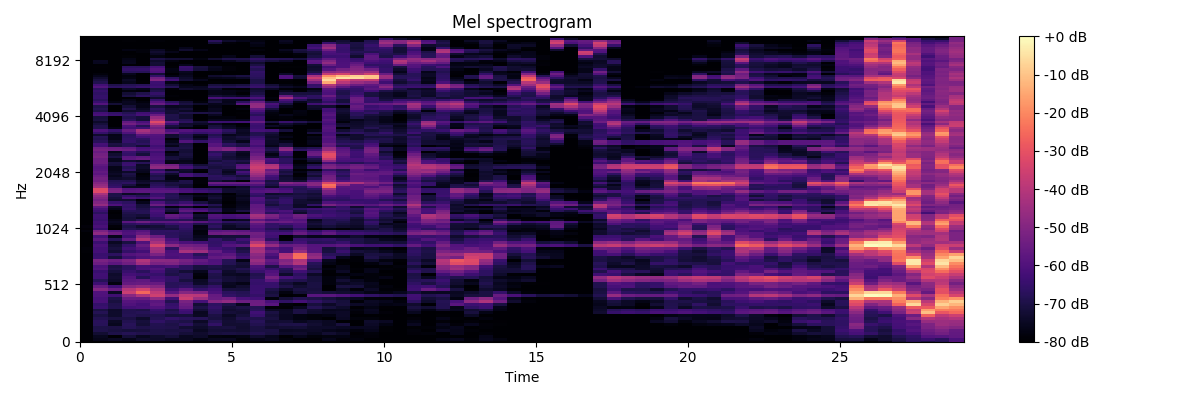 Mel spectrogram
8192
4096
2048
1024
512
0
Hz
0 5 10 15 20 25
Time
+0 dB
-10 dB
-20 dB
-30 dB
-40 dB
-50 dB
-60 dB
-70 dB
-80 dB